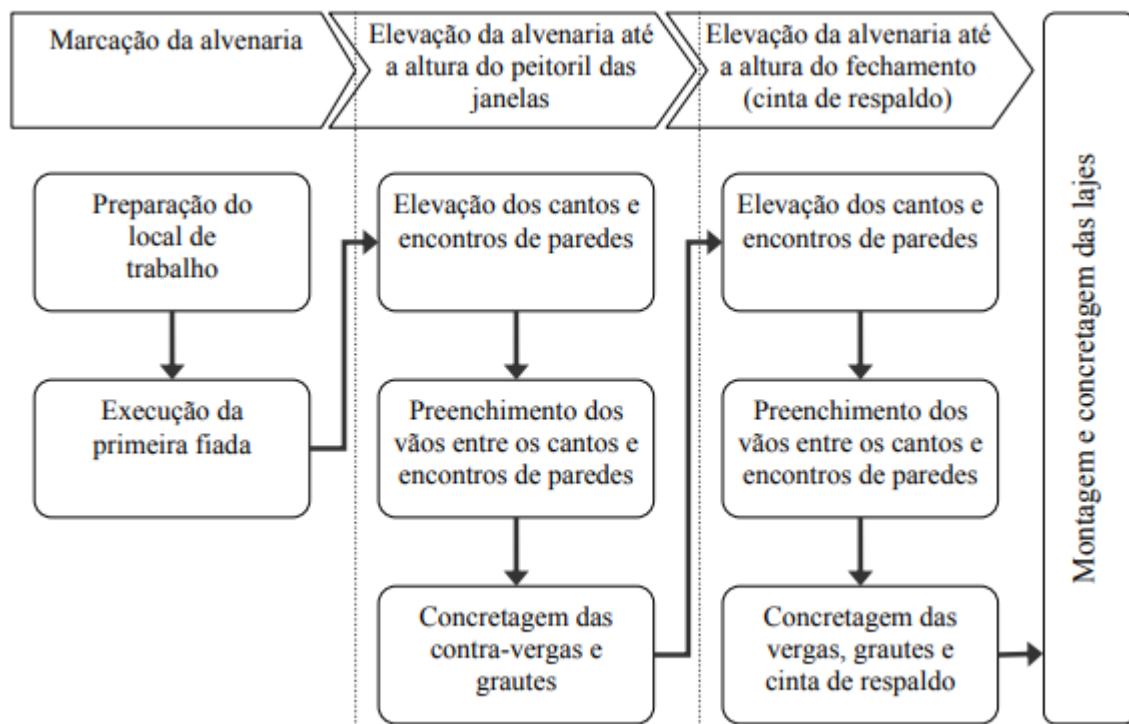 Marcação da alvenaria
Elevação da alvenaria até
a altura do peitoril das
janelas
Elevação da alvenaria até
a altura do fechamento
(cinta de respaldo)
Preparação do
local de
trabalho
Execução da
primeira fiada
Elevação dos cantos e
encontros de paredes
Preenchimento dos
vãos entre os cantos e
encontros de paredes
Concretagem das
contra-vergas e
grautes
Elevação dos cantos e
encontros de paredes
Preenchimento dos
vãos entre os cantos e
encontros de paredes
Concretagem das
vergas, grautes e
cinta de respaldo
Montagem e concretagem das lajes